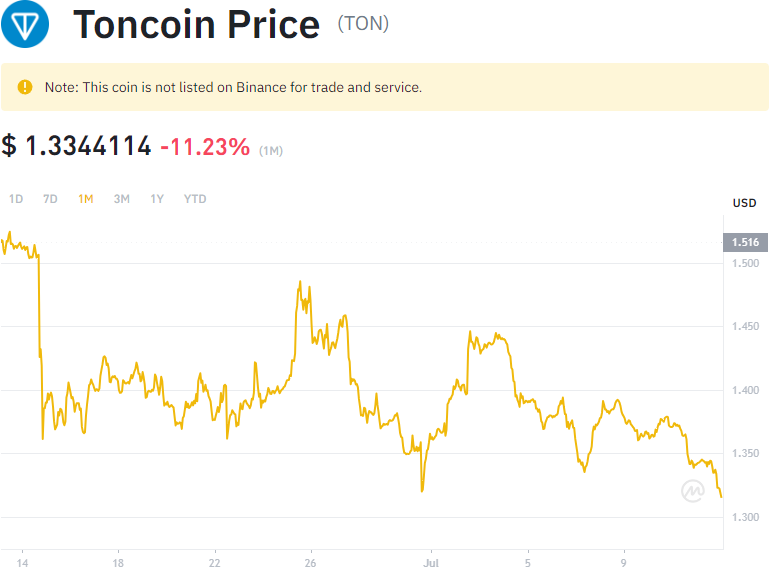 Toncoin Price (TON)
Note: This coin is not listed on Binance for trade and service.
$ 1.3344114 -11.23% (1M)
1D 7D 1M 3M 1Y YTD
USD
1.516
1.500
1.450
1.400
1.350
1.300
14 18 22 26 Jul 5 9